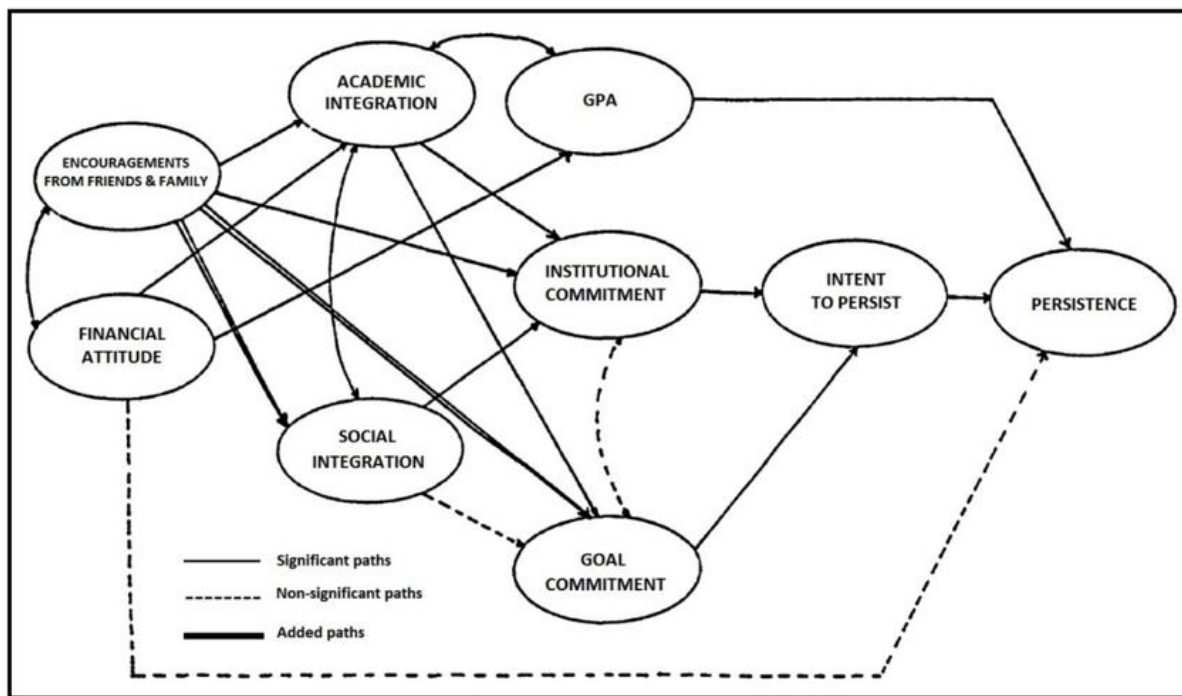 ACADEMIC
INTEGRATION
GPA
ENCOURAGEMENTS
FROM FRIENDS & FAMILY
INSTITUTIONAL
COMMITMENT
INTENT
TO PERSIST
PERSISTENCE
FINANCIAL
ATTITUDE
SOCIAL
INTEGRATION
GOAL
COMMITMENT
Significant paths
Non-significant paths
Added paths